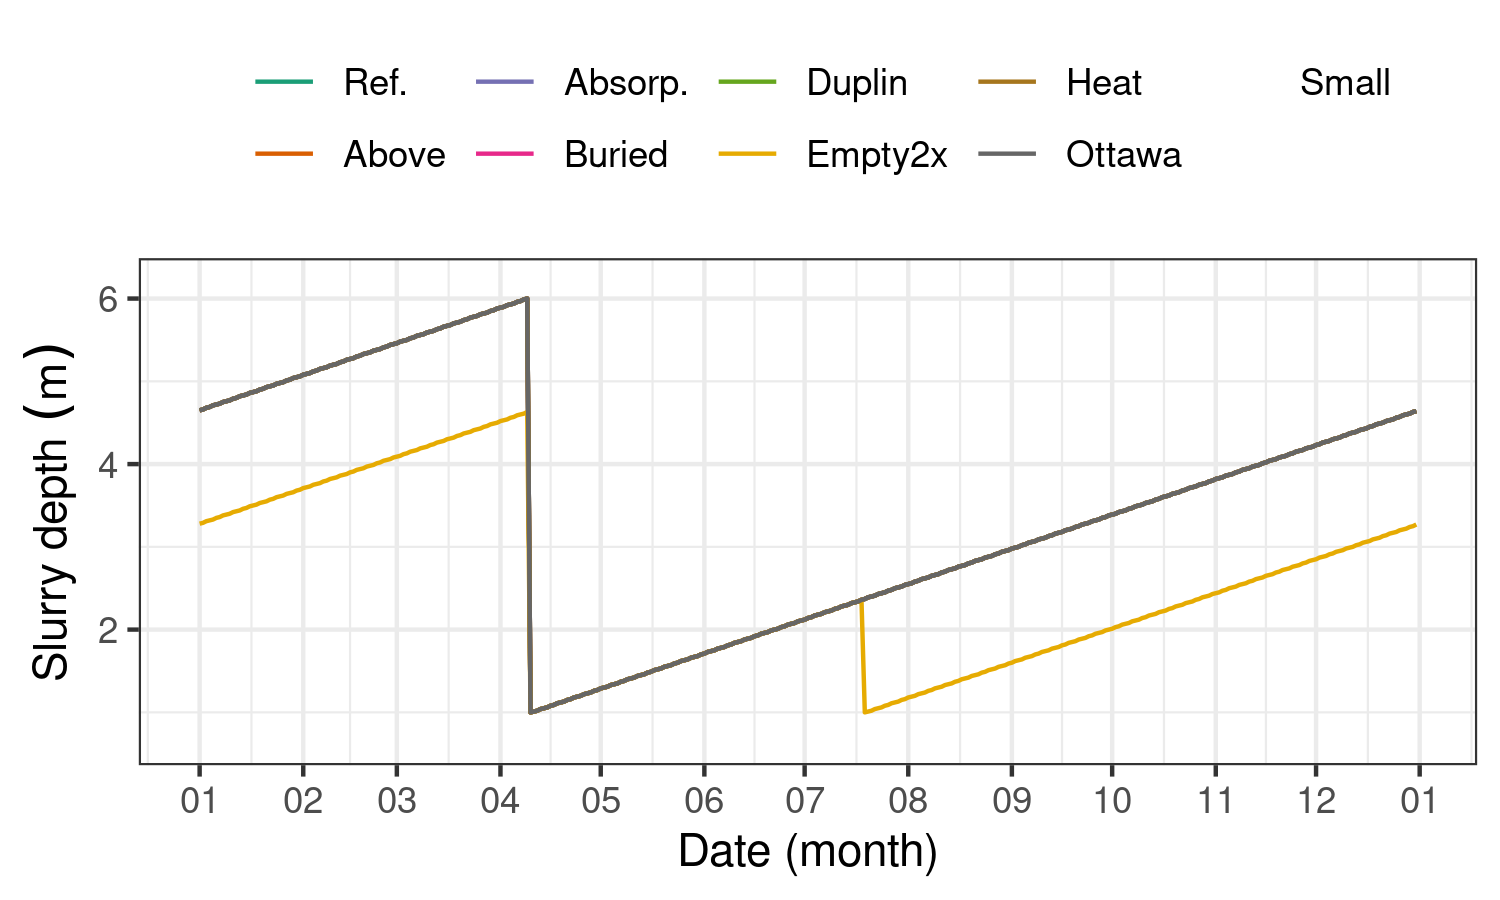 Ref. Absorp. Duplin Heat Small
Above Buried Empty2x Ottawa
6
4
2
Slurry depth (m)
01 02 03 04 05 06 07 08 09 10 11 12 01
Date (month)